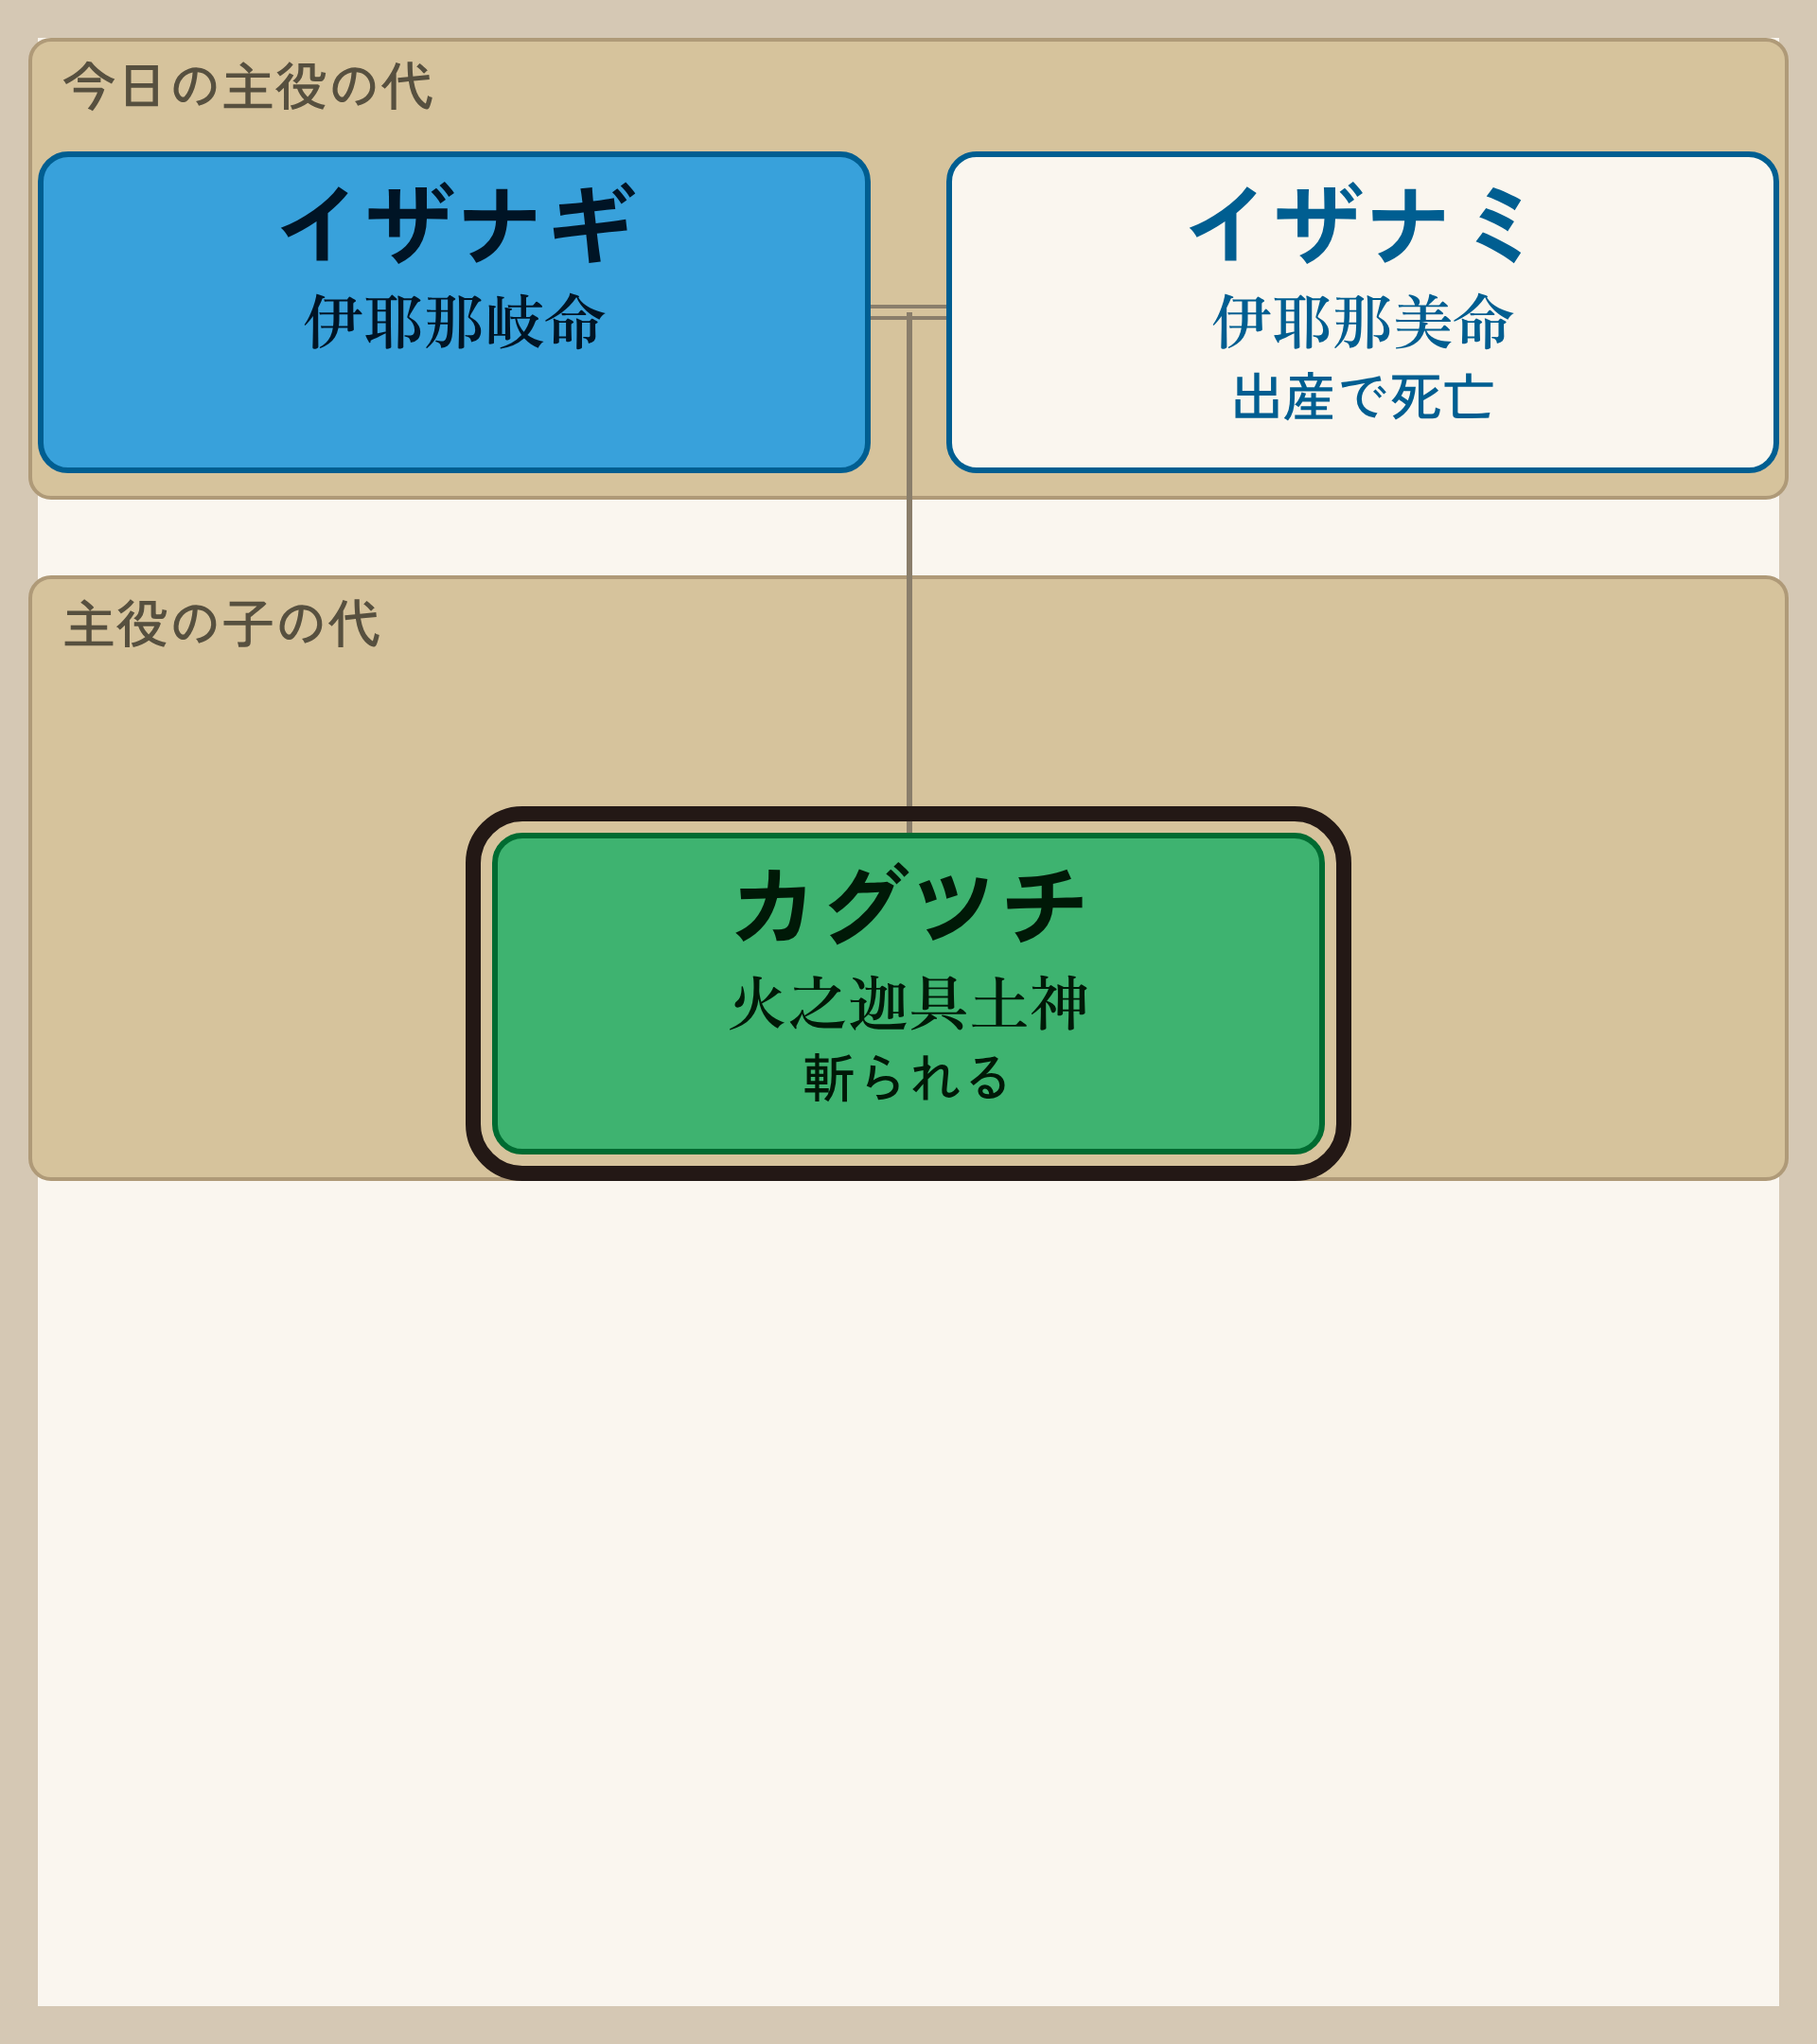 今日の主役の代
イザナギ
伊耶那岐命
イザナミ
伊耶那美命
出産で死亡
主役の子の代
カグツチ
火之迦具土神
斬られる